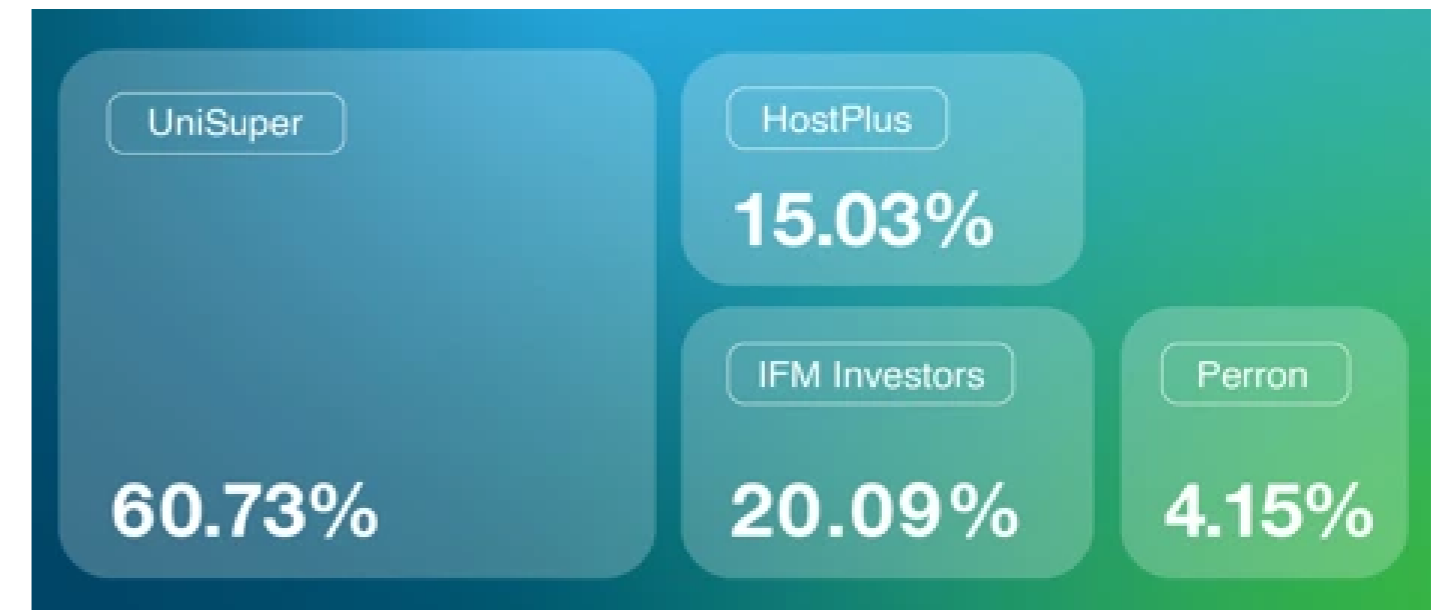 UniSuper
60.73%
HostPlus
15.03%
IFM Investors
20.09%
Perron
4.15%